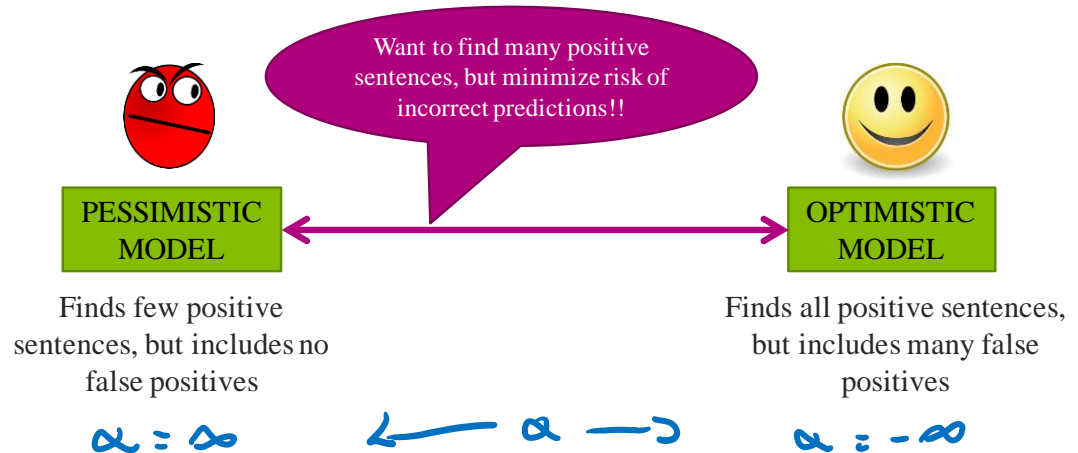 Want to find many positive
sentences, but minimize risk of
incorrect predictions!!
PESSIMISTIC
MODEL
OPTIMISTIC
MODEL
Finds few positive
sentences, but includes no
false positives
Finds all positive sentences,
but includes many false
positives
α = ∞
← α →
α = -∞